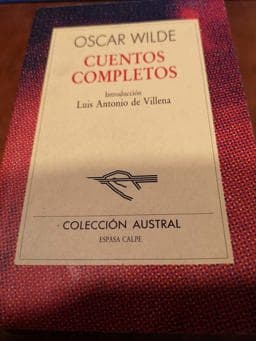 OSCAR WILDE
CUENTOS
COMPLETOS
Introducción
Luis Antonio de Villena
COLECCIÓN AUSTRAL
ESPASA CALPE